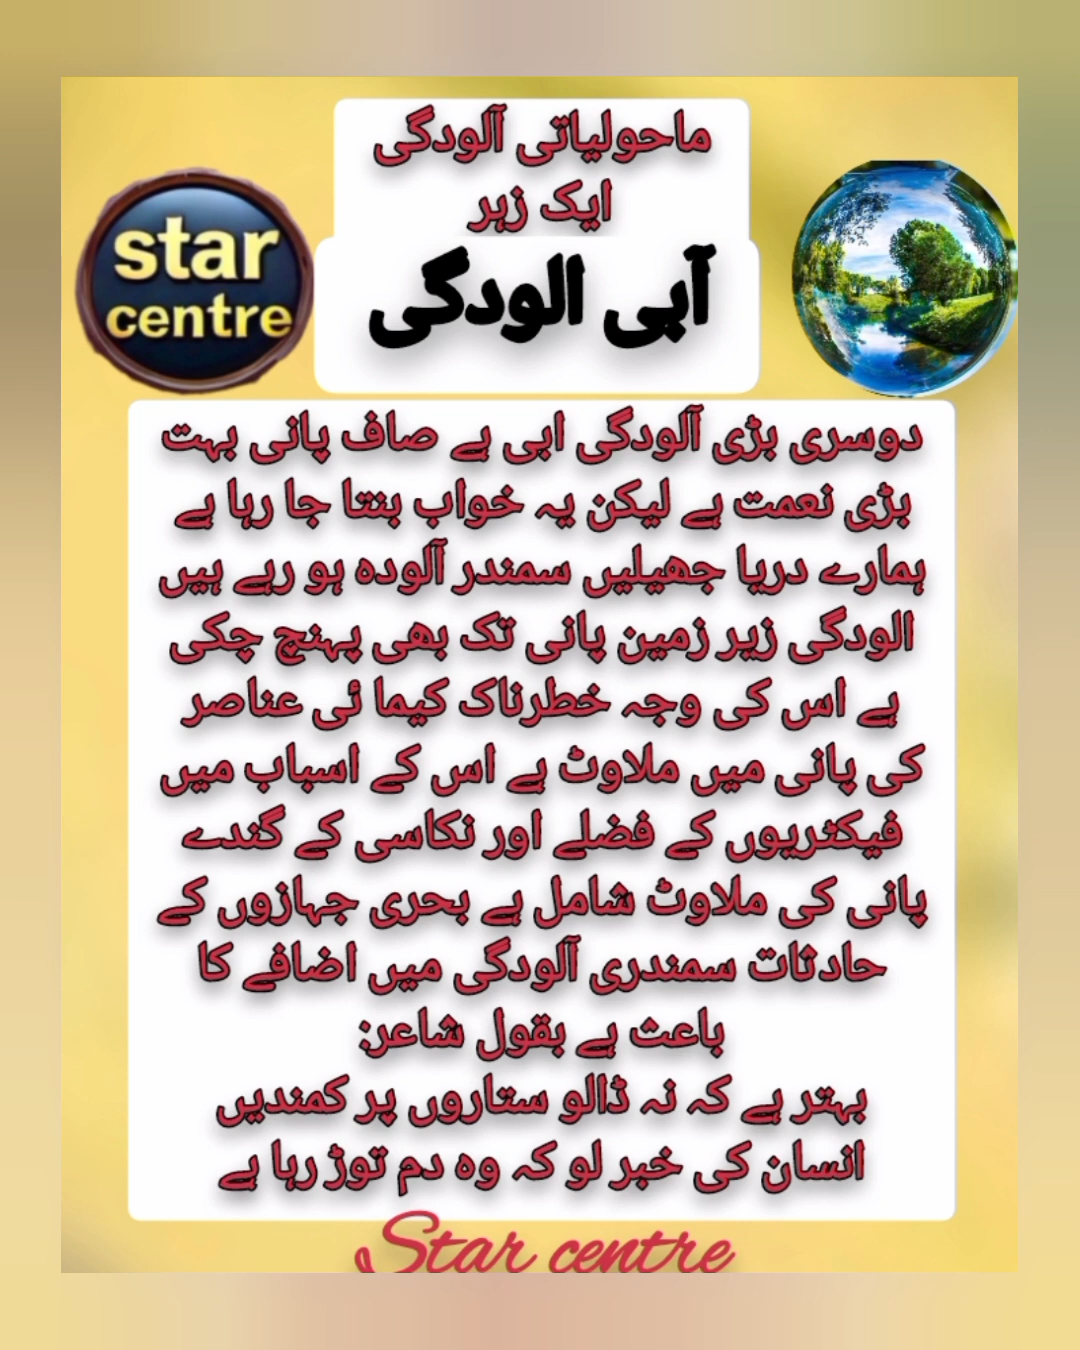 ماحولیاتی آلودگی
ایک زہر
star
centre
آبی الودگی
دوسری بڑی آلودگی ابی ہے صاف پانی بہت
بڑی نعمت ہے لیکن یہ خواب بنتا جا رہا ہے
ہمارے دریا جھیلیں سمندر آلودہ ہو رہے ہیں
الودگی زیر زمین پانی تک بھی پہنچ چکی
ہے اس کی وجہ خطرناک کیما ئی عناصر
کی پانی میں ملاوٹ ہے اس کے اسباب میں
فیکٹریوں کے فضلے اور نکاسی کے گندے
پانی کی ملاوٹ شامل ہے بحری جہازوں کے
حادثات سمندری آلودگی میں اضافے کا
باعث ہے بقول شاعر:
بہتر ہے کہ نہ ڈالو ستاروں پر کمندیں
انسان کی خبر لو کہ وہ دم توڑ رہا ہے
Star centre